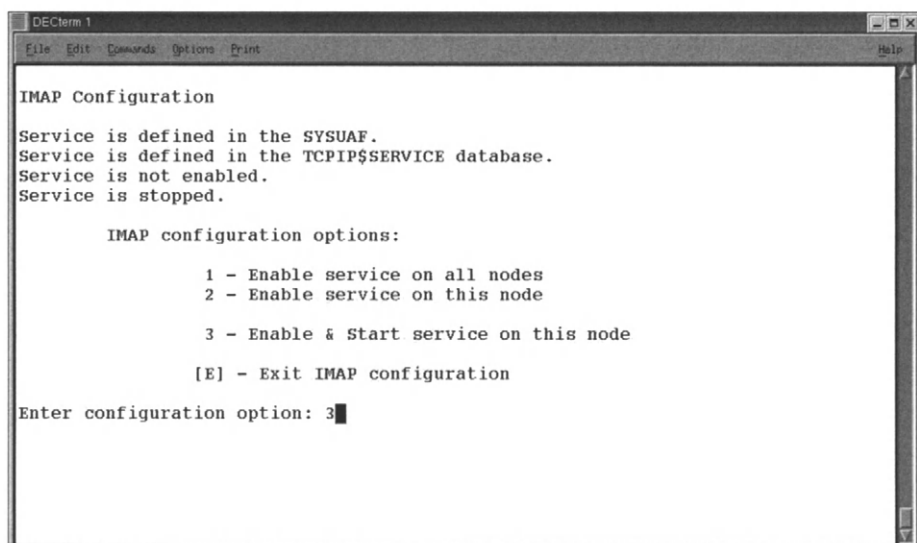 DECterm 1
File Edit Commands Options Print Help
IMAP Configuration
Service is defined in the SYSUAF.
Service is defined in the TCPIP$SERVICE database.
Service is not enabled.
Service is stopped.
IMAP configuration options:
1 - Enable service on all nodes
2 - Enable service on this node
3 - Enable & Start service on this node
[E] - Exit IMAP configuration
Enter configuration option: 3